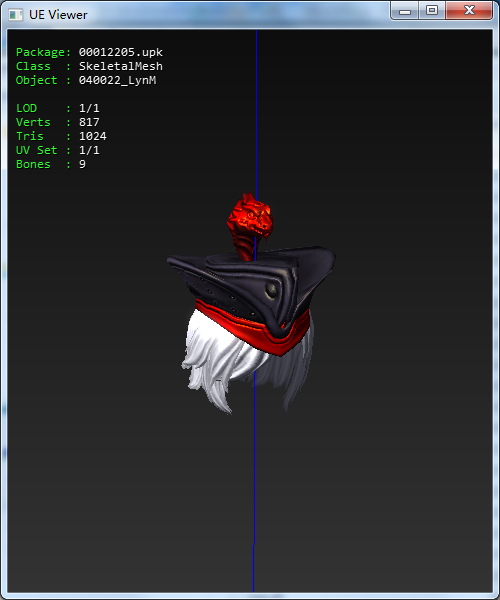 UE Viewer
Package: 00012205.upk
Class  : SkeletalMesh
Object : 040022_LynM
LOD    : 1/1
Verts  : 817
Tris   : 1024
UV Set : 1/1
Bones  : 9